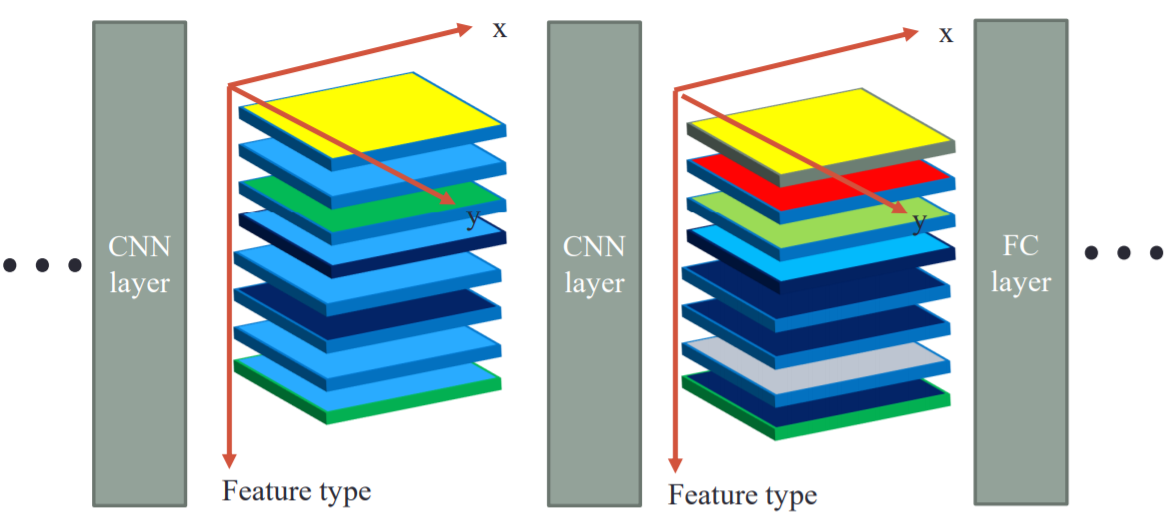 CNN
layer
x
y
Feature type
CNN
layer
x
y
Feature type
FC
layer